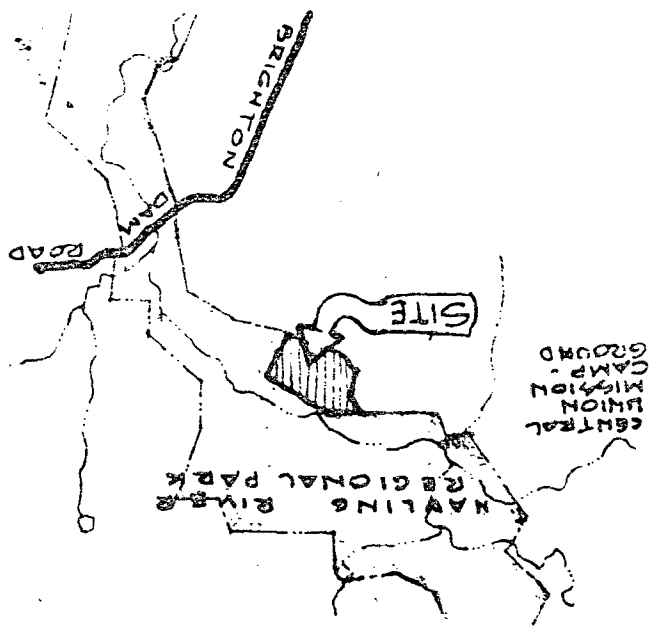 HAWLING RIVER
REGIONAL PARK
CENTRAL
UNION
MISSION
CAMP-
GROUND
SITE
BRIGHTON
DAM
ROAD